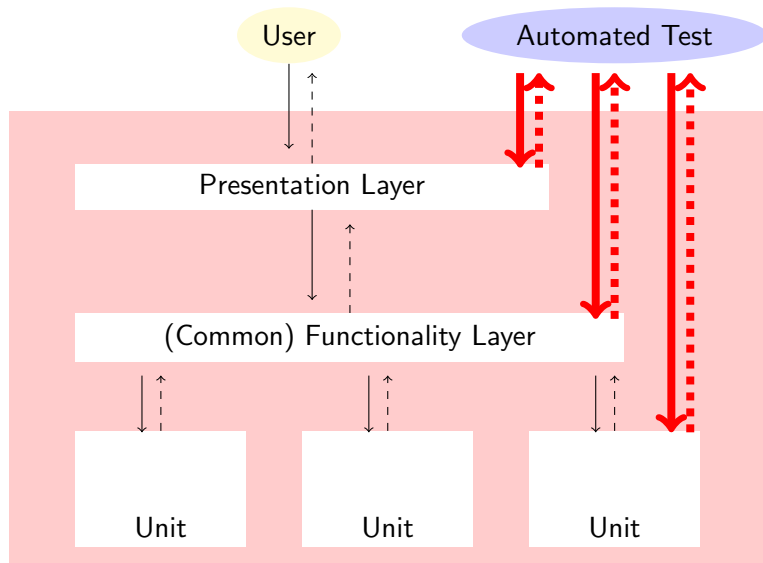 User
Automated Test
Presentation Layer
(Common) Functionality Layer
Unit
Unit
Unit